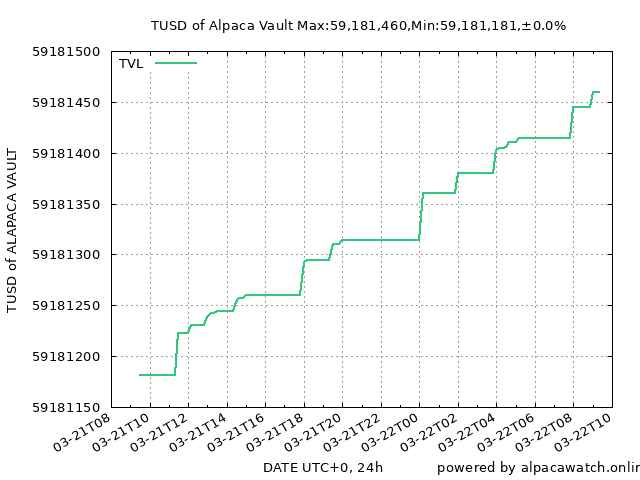 TUSD of Alpaca Vault Max:59,181,460,Min:59,181,181,±0.0%
TVL
59181500
59181450
59181400
59181350
59181300
59181250
59181200
59181150
TUSD of ALAPACA VAULT
03-21T08
03-21T10
03-21T12
03-21T14
03-21T16
03-21T18
03-21T20
03-21T22
03-22T00
03-22T02
03-22T04
03-22T06
03-22T08
03-22T10
DATE UTC+0, 24h
powered by alpacawatch.onlin